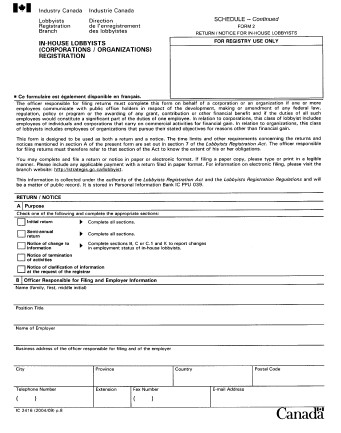 Industry Canada Industrie Canada
Lobbyists Registration Branch
Direction de l'enregistrement des lobbyists
SCHEDULE – Continued
FORM 2
RETURN / NOTICE FOR IN-HOUSE LOBBYISTS
IN-HOUSE LOBBYISTS
(CORPORATIONS / ORGANIZATIONS)
REGISTRATION
FOR REGISTRY USE ONLY
Ce formulaire est également disponible en français.
The officer responsible for filing returns must complete this form on behalf of a corporation or an organization if one or more
employees communicate with public office holders in respect of the development, making or amendment of any federal law,
regulation, policy or program or the awarding of any grant, contribution or other financial benefit and if the duties of all such
employees would constitute a significant part of the duties of one employee. In relation to corporations, this class of lobbyist includes
employees of individuals and corporations that carry on commercial activities for financial gain. In relation to organizations, this class
of lobbyists includes employees of organizations that pursue their stated objectives for reasons other than financial gain.
This form is designed to be used as both a return and a notice. The time limits and other requirements concerning the returns and
notices mentioned in section A of the present form are set out in section 7 of the Lobbyists Registration Act. The officer responsible
for filing returns must therefore refer to that section of the Act to know the extent of his or her obligations.
You may complete and file a return or notice in paper or electronic format. If filing a paper copy, please type or print in a legible
manner. Please include any applicable payment with a return filed in paper format. For information on electronic filing, please visit the
branch website: http://strategis.gc.ca/lobbyist.
This information is collected under the authority of the Lobbyists Registration Act and the Lobbyists Registration Regulations and will
be a matter of public record. It is stored in Personal Information Bank IC PPU 039.
RETURN / NOTICE
A Purpose
Check one of the following and complete the appropriate sections:
Initial return Complete all sections.
Semi-annual return Complete all sections.
Notice of change to information Complete sections B, C or C.1 and K to report changes in employment status of in-house lobbyists.
Notice of termination of activities
Notice of clarification of information at the request of the registrar
B Officer Responsible for Filing and Employer Information
Name (family, first, middle initial)
Position Title
Name of Employer
Business address of the officer responsible for filing and of the employer
City Province Country Postal Code
Telephone Number Extension Fax Number E-mail Address
( ) ( )
IC 3416 (2004/09) p.6
Canada